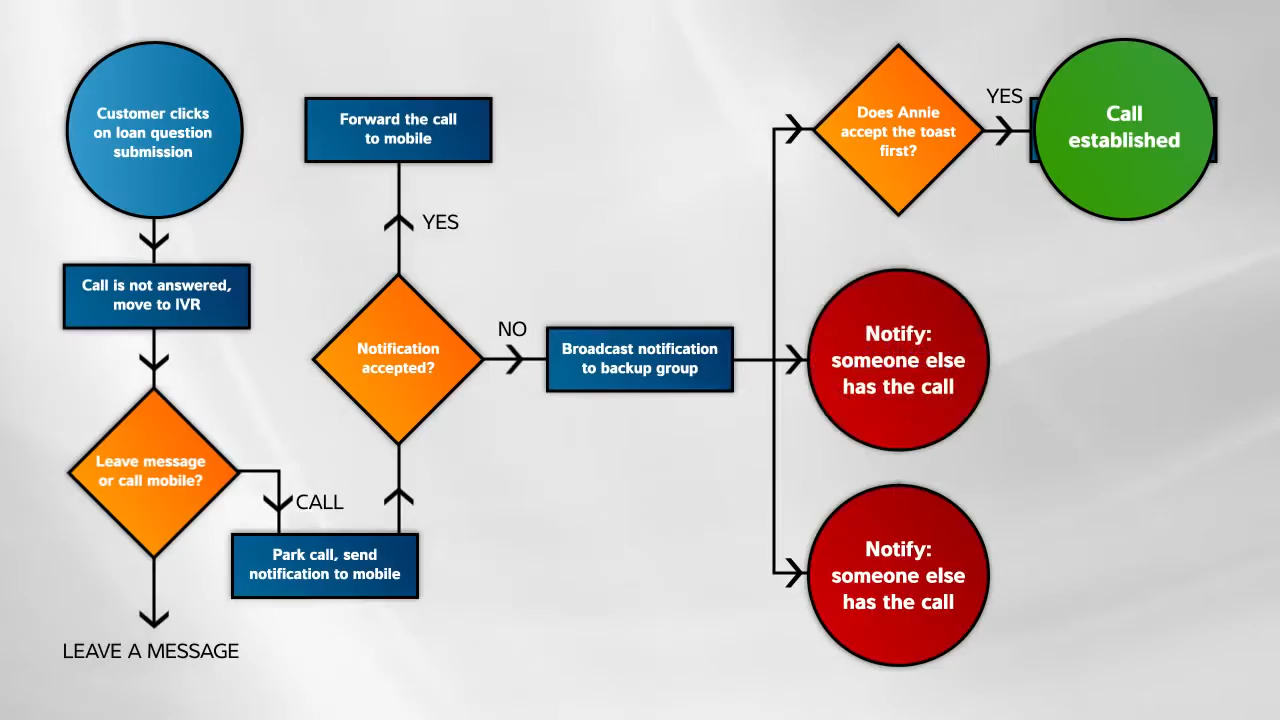 Customer clicks
on loan question
submission
Call is not answered,
move to IVR
Leave message
or call mobile?
LEAVE A MESSAGE
CALL
Park call, send
notification to mobile
Notification
accepted?
YES
Forward the call
to mobile
NO
Broadcast notification
to backup group
Does Annie
accept the toast
first?
YES
Call
established
Notify:
someone else
has the call
Notify:
someone else
has the call